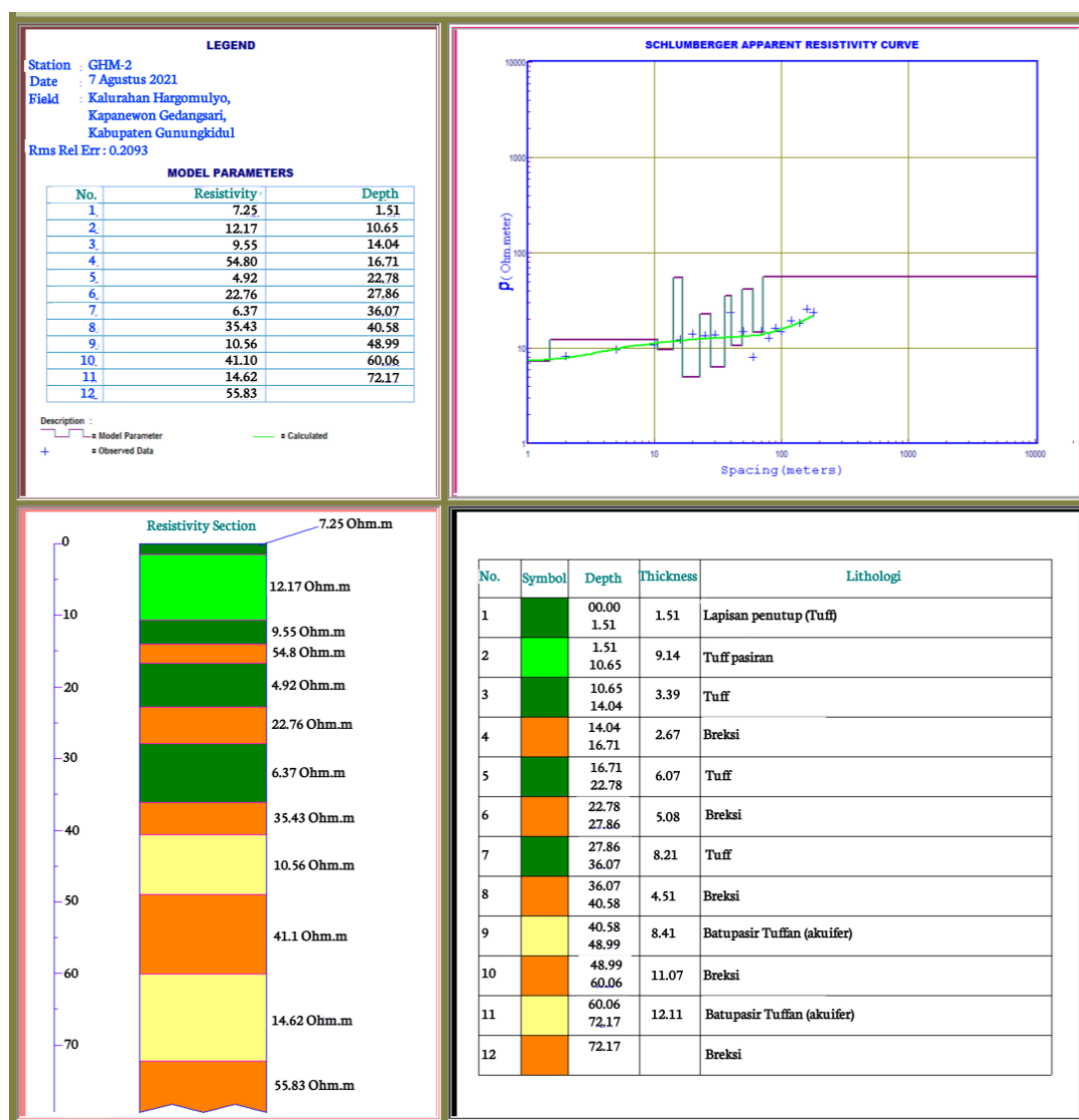 LEGEND
Station : GHM-2
Date : 7 Agustus 2021
Field : Kalurahan Hargomulyo,
Kapanewon Gedangsari,
Kabupaten Gunungkidul
Rms Rel Err : 0.2093
MODEL PARAMETERS
No. Resistivity Depth
1. 7.25 1.51
2. 12.17 10.65
3. 9.55 14.04
4. 54.80 16.71
5. 4.92 22.78
6. 22.76 27.86
7. 6.37 36.07
8. 35.43 40.58
9. 10.56 48.99
10. 41.10 60.06
11. 14.62 72.17
12. 55.83
Description :
= Model Parameter = Calculated
+ = Observed Data
SCHLUMBERGER APPARENT RESISTIVITY CURVE
10000
1000
100
10
1
ρ( Ohm meter)
1 10 100 1000 10000
Spacing (meters)
Resistivity Section
7.25 Ohm.m
0
12.17 Ohm.m
10
9.55 Ohm.m
54.8 Ohm.m
4.92 Ohm.m
20
22.76 Ohm.m
30
6.37 Ohm.m
35.43 Ohm.m
40
10.56 Ohm.m
50
41.1 Ohm.m
60
14.62 Ohm.m
70
55.83 Ohm.m
No. Symbol Depth Thickness Lithologi
00.00
1 1.51 Lapisan penutup (Tuff)
1.51
1.51
2 9.14 Tuff pasiran
10.65
10.65
3 3.39 Tuff
14.04
14.04
4 2.67 Breksi
16.71
16.71
5 6.07 Tuff
22.78
22.78
6 5.08 Breksi
27.86
27.86
7 8.21 Tuff
36.07
36.07
8 4.51 Breksi
40.58
40.58
9 8.41 Batupasir Tuffan (akuifer)
48.99
48.99
10 11.07 Breksi
60.06
60.06
11 12.11 Batupasir Tuffan (akuifer)
72.17
72.17
12 Breksi